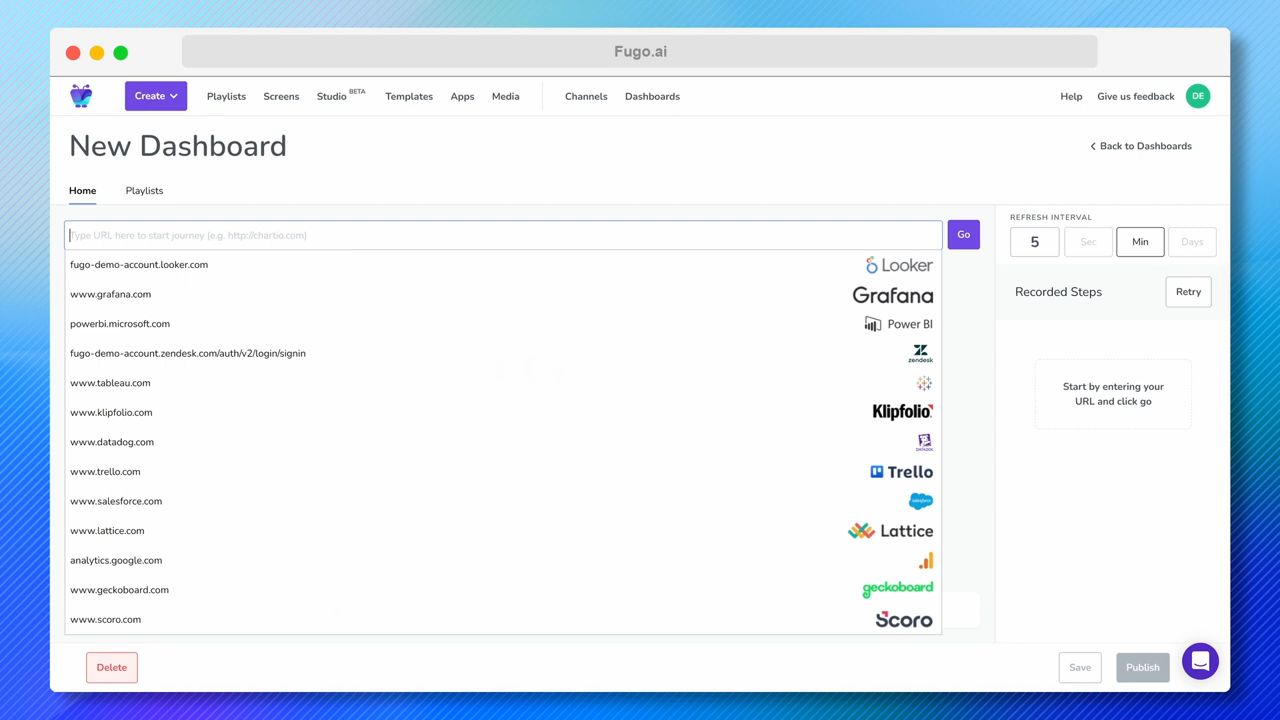 Fugo.ai
Create
Playlists
Screens
Studio BETA
Templates
Apps
Media
Channels
Dashboards
Help
Give us feedback
DE
New Dashboard
Back to Dashboards
Home
Playlists
Type URL here to start journey (e.g. http://chartio.com)
Go
REFRESH INTERVAL
5
Sec
Min
Days
Recorded Steps
Retry
Start by entering your
URL and click go
fugo-demo-account.looker.com
Looker
www.grafana.com
Grafana
powerbi.microsoft.com
Power BI
fugo-demo-account.zendesk.com/auth/v2/login/signin
zendesk
www.tableau.com
www.klipfolio.com
Klipfolio
www.datadog.com
DATADOG
www.trello.com
Trello
www.salesforce.com
salesforce
www.lattice.com
Lattice
analytics.google.com
www.geckoboard.com
geckoboard
www.scoro.com
Scoro
Delete
Save
Publish